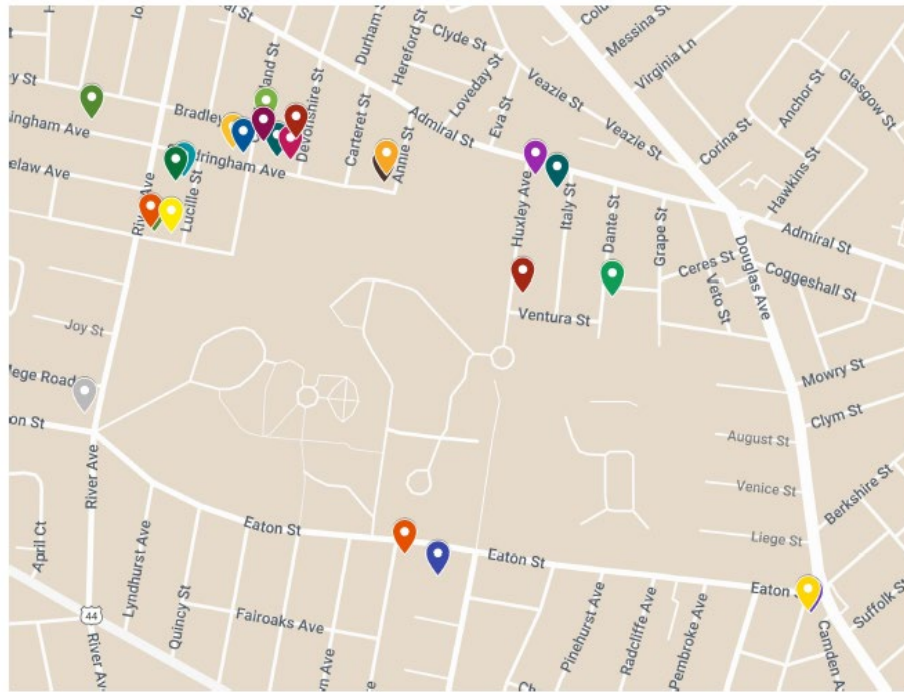 Clyde St
Messina St
Durham St
Hereford St
Virginia Ln
Loveday St
Veazie St
Anchor St
Glasgow St
Eva St
Bradley
Devonshire St
Carteret St
Admiral St
Annie St
Veazie St
Corina St
Hawkins St
Lucille St
Huxley Ave
Italy St
Dante St
Grape St
Admiral St
Douglas Ave
Ceres St
Coggeshall St
Veto St
Joy St
Ventura St
Mowry St
Clym St
August St
River Ave
Eaton St
Eaton St
Venice St
Berkshire St
Liege St
April Ct
Lyndhurst Ave
Quincy St
Fairoaks Ave
Pinehurst Ave
Radcliffe Ave
Pembroke Ave
Eaton
Suffolk St
44
River Ave
Camden